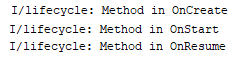 I/lifecycle: Method in OnCreate
I/lifecycle: Method in OnStart
I/lifecycle: Method in OnResume